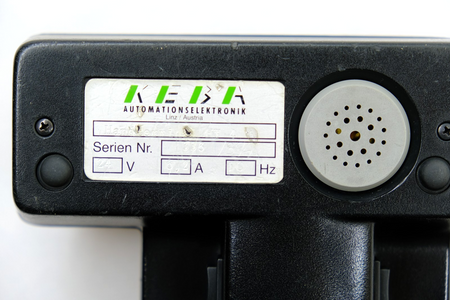 KEBA
AUTOMATIONSELEKTRONIK
Linz / Austria
Serien Nr.
V A Hz